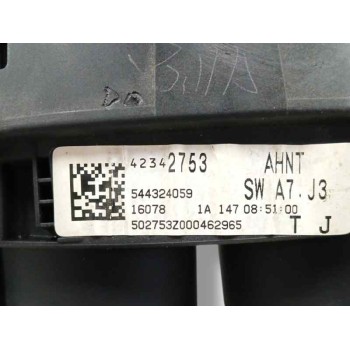 42342753 AHNT
544324059 SW A7.J3
16078 1A 147 08:51:00
502753Z000462965 T J